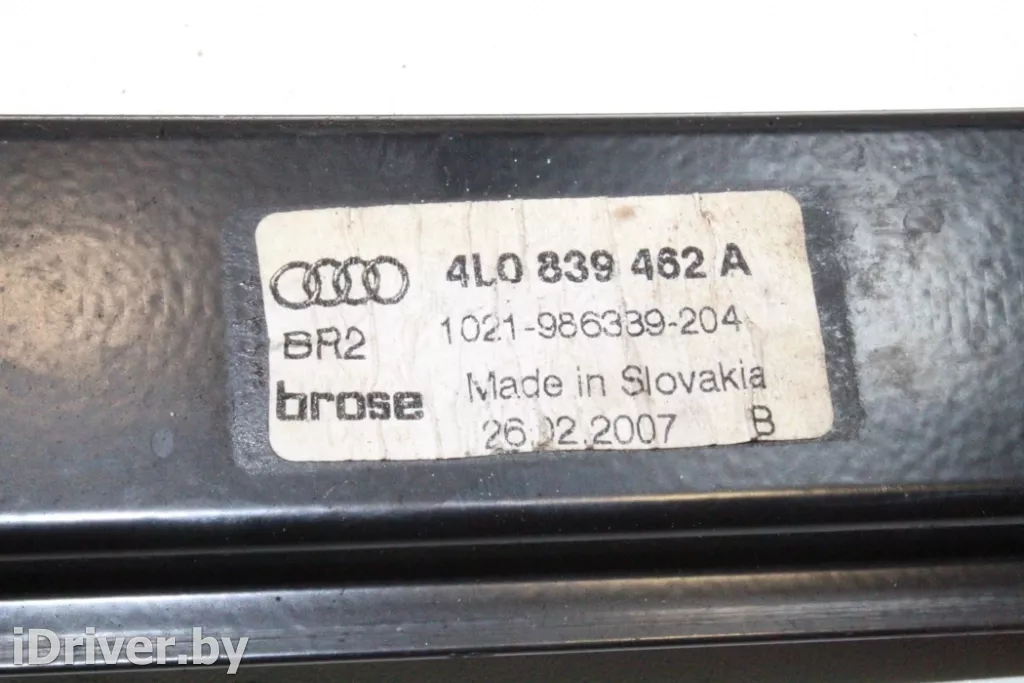 4L0 839 462 A
BR2 1021-986339-204
brose Made in Slovakia
26.02.2007 B
iDriver.by